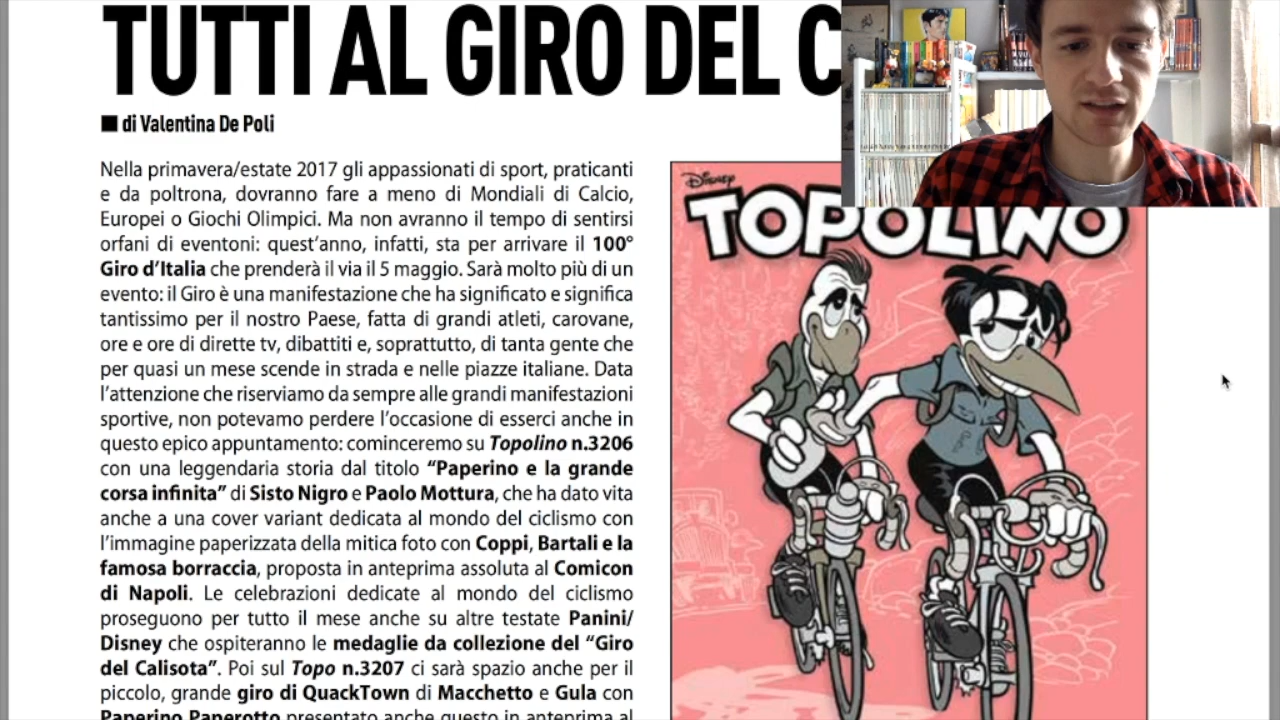 TUTTI AL GIRO DEL C
■ di Valentina De Poli
Nella primavera/estate 2017 gli appassionati di sport, praticanti
e da poltrona, dovranno fare a meno di Mondiali di Calcio,
Europei o Giochi Olimpici. Ma non avranno il tempo di sentirsi
orfani di eventoni: quest’anno, infatti, sta per arrivare il 100°
Giro d’Italia che prenderà il via il 5 maggio. Sarà molto più di un
evento: il Giro è una manifestazione che ha significato e significa
tantissimo per il nostro Paese, fatta di grandi atleti, carovane,
ore e ore di dirette tv, dibattiti e, soprattutto, di tanta gente che
per quasi un mese scende in strada e nelle piazze italiane. Data
l’attenzione che riserviamo da sempre alle grandi manifestazioni
sportive, non potevamo perdere l’occasione di esserci anche in
questo epico appuntamento: cominceremo su Topolino n.3206
con una leggendaria storia dal titolo “Paperino e la grande
corsa infinita” di Sisto Nigro e Paolo Mottura, che ha dato vita
anche a una cover variant dedicata al mondo del ciclismo con
l’immagine paperizzata della mitica foto con Coppi, Bartali e la
famosa borraccia, proposta in anteprima assoluta al Comicon
di Napoli. Le celebrazioni dedicate al mondo del ciclismo
proseguono per tutto il mese anche su altre testate Panini/
Disney che ospiteranno le medaglie da collezione del “Giro
del Calisota”. Poi sul Topo n.3207 ci sarà spazio anche per il
piccolo, grande giro di QuackTown di Macchetto e Gula con
Paperino Paperotto presentato anche questo in anteprima al
Disney
TOPOLINO